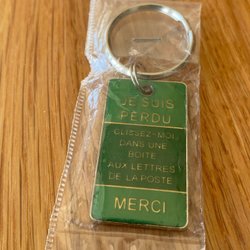 JE SUIS
PERDU
GLISSEZ-MOI
DANS UNE
BOITE
AUX LETTRES
DE LA POSTE
MERCI